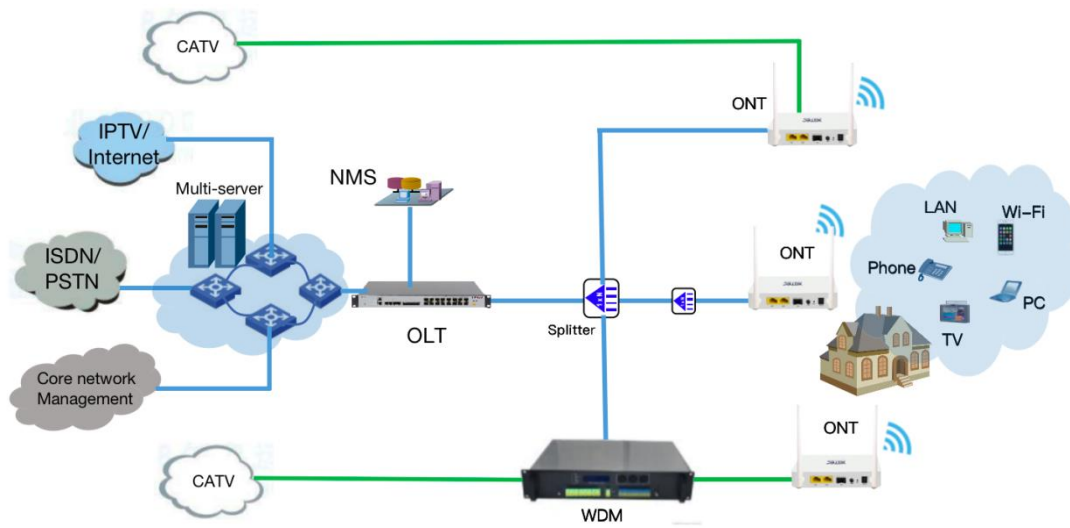 CATV
ONT
IPTV/
Internet
Multi-server
NMS
LAN
Wi-Fi
ISDN/
PSTN
ONT
Phone
PC
OLT
Splitter
TV
Core network
Management
ONT
CATV
WDM